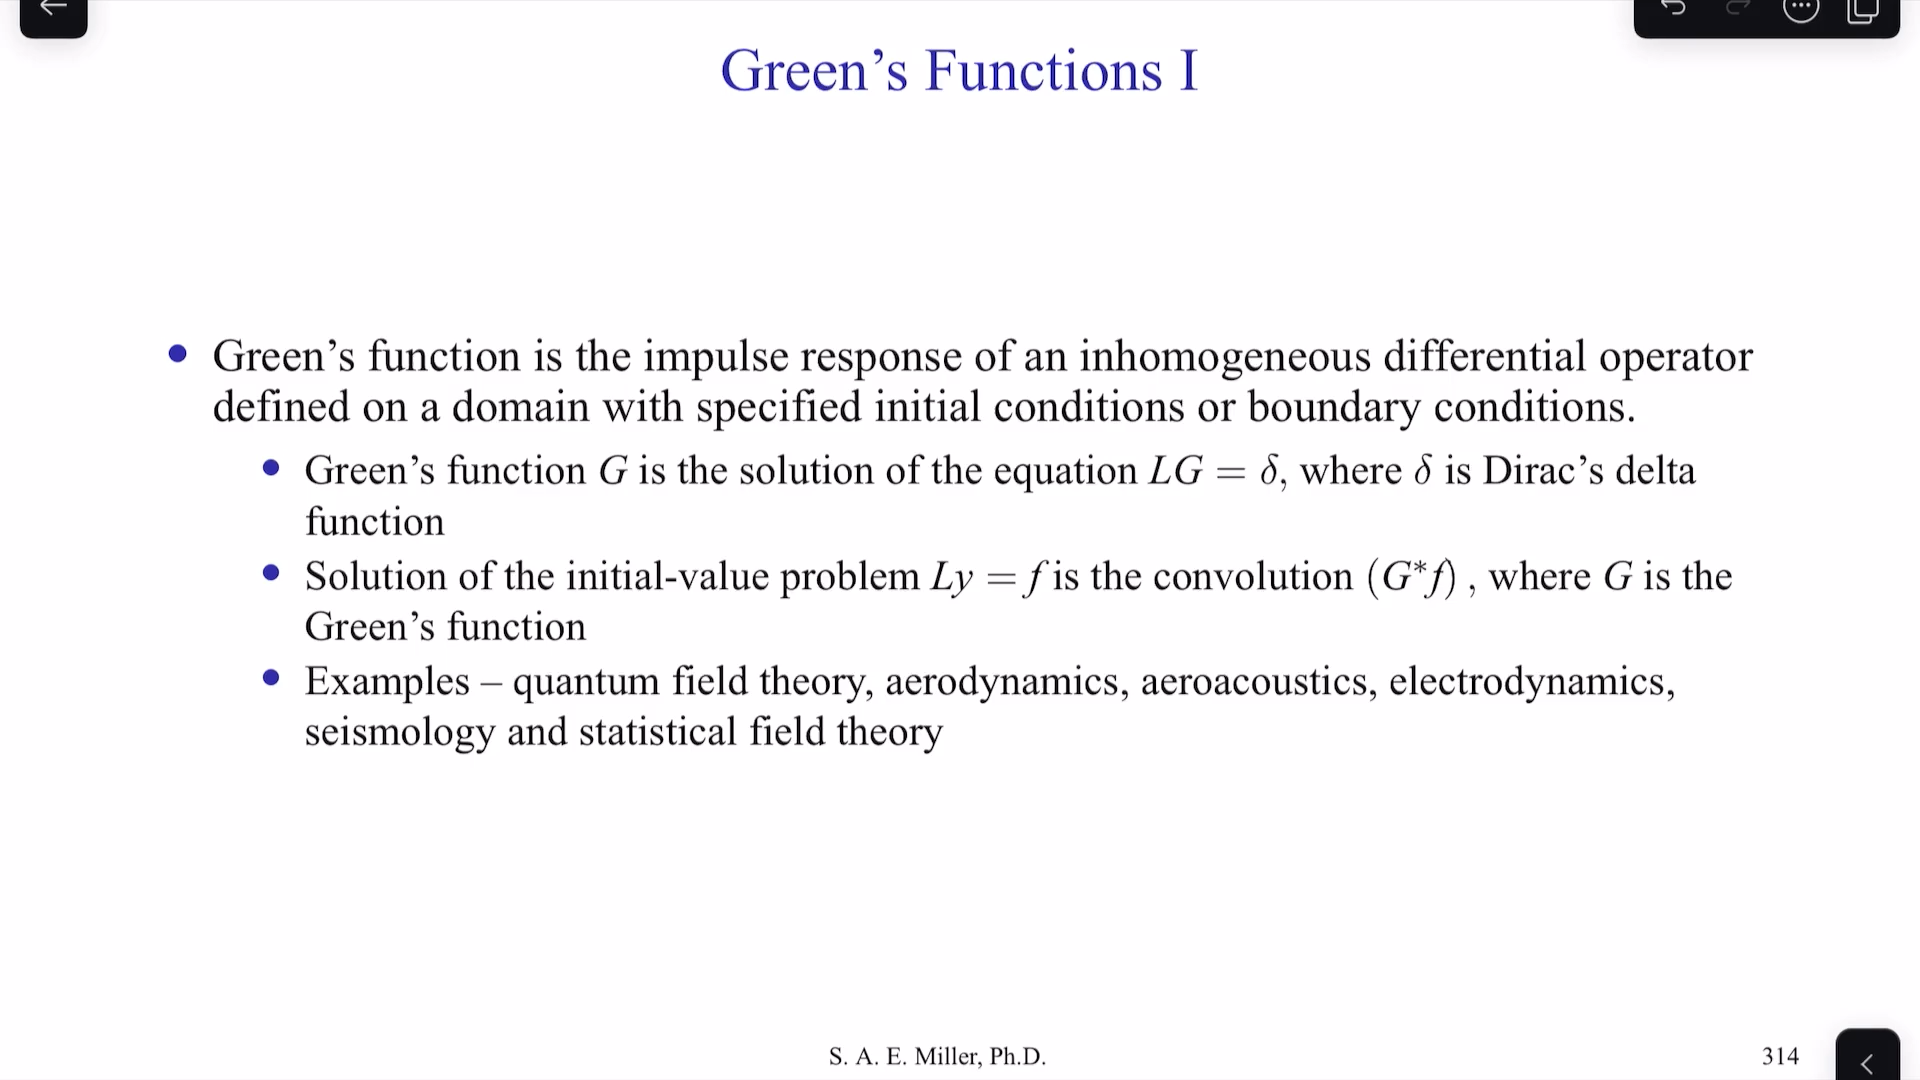 Green’s Functions I
• Green’s function is the impulse response of an inhomogeneous differential operator
defined on a domain with specified initial conditions or boundary conditions.
• Green’s function G is the solution of the equation LG = δ, where δ is Dirac’s delta
function
• Solution of the initial-value problem Ly = f is the convolution (G*f) , where G is the
Green’s function
• Examples – quantum field theory, aerodynamics, aeroacoustics, electrodynamics,
seismology and statistical field theory
S. A. E. Miller, Ph.D.
314